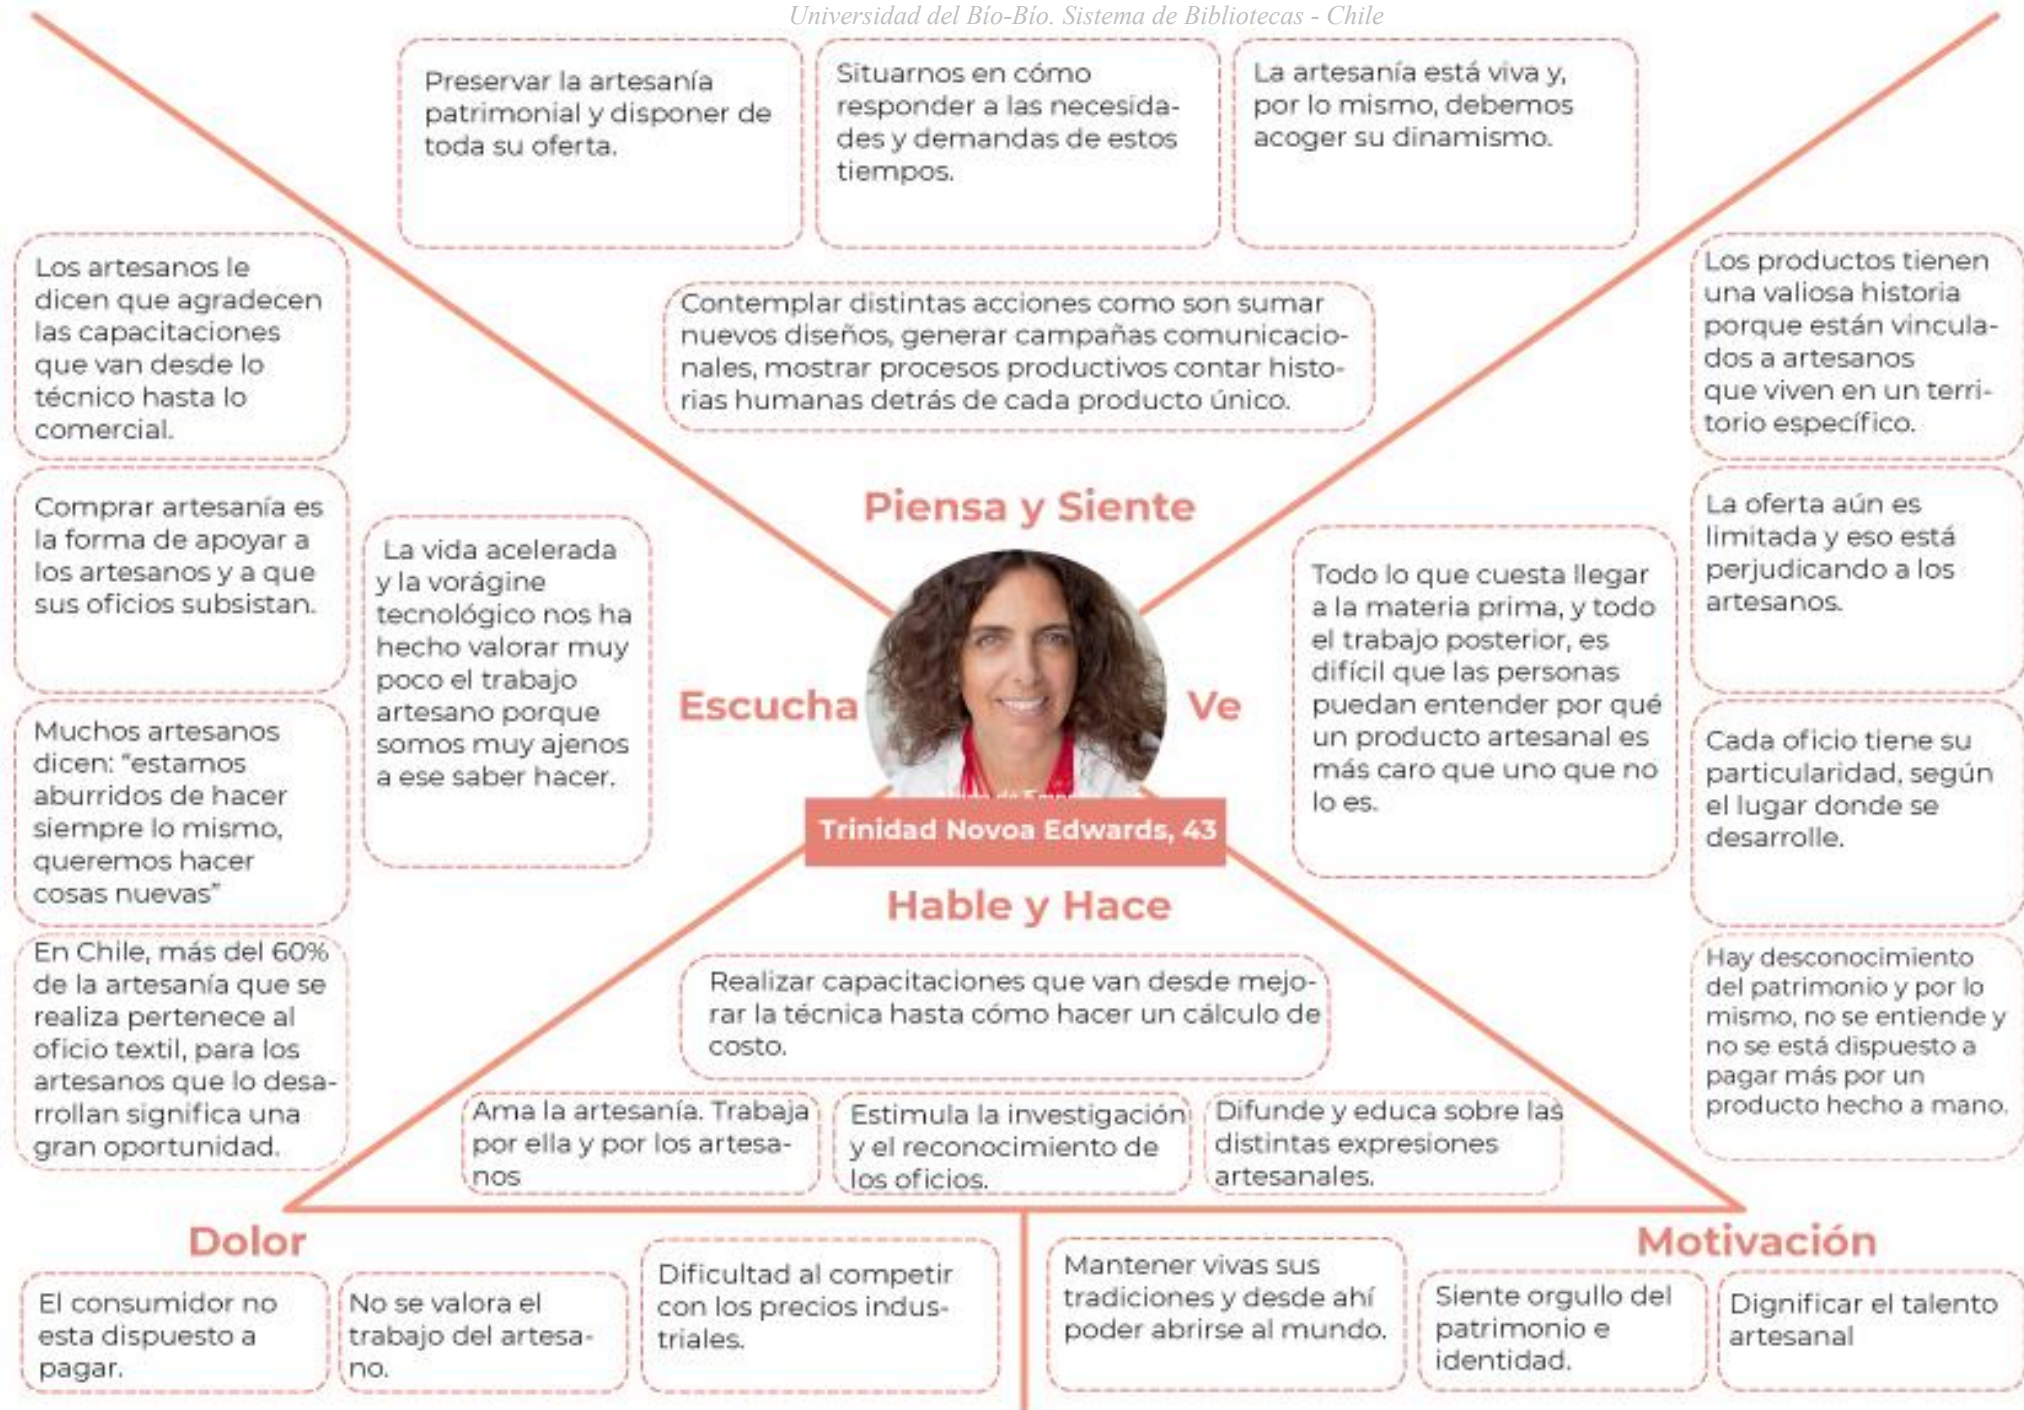 Universidad del Bío-Bío. Sistema de Bibliotecas - Chile
Preservar la artesanía
patrimonial y disponer de
toda su oferta.
Situarnos en cómo
responder a las necesida-
des y demandas de estos
tiempos.
La artesanía está viva y,
por lo mismo, debemos
acoger su dinamismo.
Contemplar distintas acciones como son sumar
nuevos diseños, generar campañas comunicacio-
nales, mostrar procesos productivos contar histo-
rias humanas detrás de cada producto único.
Piensa y Siente
Los artesanos le
dicen que agradecen
las capacitaciones
que van desde lo
técnico hasta lo
comercial.
Comprar artesanía es
la forma de apoyar a
los artesanos y a que
sus oficios subsistan.
Muchos artesanos
dicen: “estamos
aburridos de hacer
siempre lo mismo,
queremos hacer
cosas nuevas”
En Chile, más del 60%
de la artesanía que se
realiza pertenece al
oficio textil, para los
artesanos que lo desa-
rrollan significa una
gran oportunidad.
La vida acelerada
y la vorágine
tecnológico nos ha
hecho valorar muy
poco el trabajo
artesano porque
somos muy ajenos
a ese saber hacer.
Escucha
Ve
Todo lo que cuesta llegar
a la materia prima, y todo
el trabajo posterior, es
difícil que las personas
puedan entender por qué
un producto artesanal es
más caro que uno que no
lo es.
Los productos tienen
una valiosa historia
porque están vincula-
dos a artesanos
que viven en un terri-
torio específico.
La oferta aún es
limitada y eso está
perjudicando a los
artesanos.
Cada oficio tiene su
particularidad, según
el lugar donde se
desarrolle.
Hay desconocimiento
del patrimonio y por lo
mismo, no se entiende y
no se está dispuesto a
pagar más por un
producto hecho a mano.
Trinidad Novoa Edwards, 43
Hable y Hace
Realizar capacitaciones que van desde mejo-
rar la técnica hasta cómo hacer un cálculo de
costo.
Ama la artesanía. Trabaja
por ella y por los artesa-
nos
Estimula la investigación
y el reconocimiento de
los oficios.
Difunde y educa sobre las
distintas expresiones
artesanales.
Dolor
El consumidor no
esta dispuesto a
pagar.
No se valora el
trabajo del artesa-
no.
Dificultad al competir
con los precios indus-
triales.
Motivación
Mantener vivas sus
tradiciones y desde ahí
poder abrirse al mundo.
Siente orgullo del
patrimonio e
identidad.
Dignificar el talento
artesanal